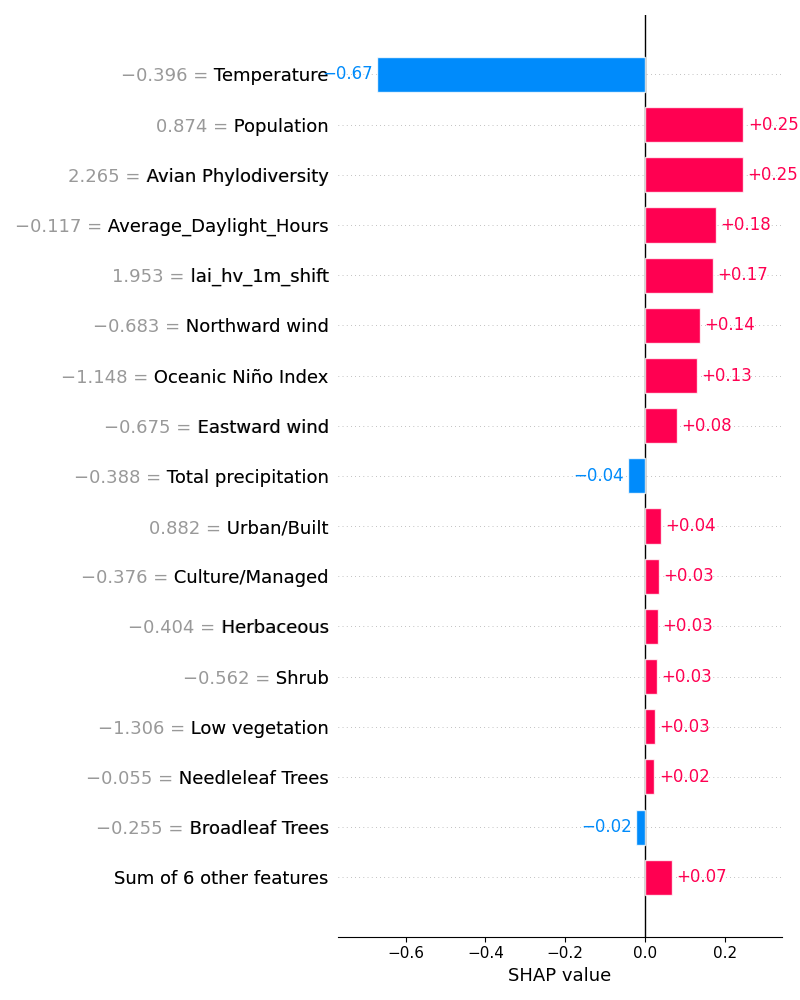 −0.396 = Temperature −0.67
0.874 = Population +0.25
2.265 = Avian Phylodiversity +0.25
−0.117 = Average_Daylight_Hours +0.18
1.953 = lai_hv_1m_shift +0.17
−0.683 = Northward wind +0.14
−1.148 = Oceanic Niño Index +0.13
−0.675 = Eastward wind +0.08
−0.388 = Total precipitation −0.04
0.882 = Urban/Built +0.04
−0.376 = Culture/Managed +0.03
−0.404 = Herbaceous +0.03
−0.562 = Shrub +0.03
−1.306 = Low vegetation +0.03
−0.055 = Needleleaf Trees +0.02
−0.255 = Broadleaf Trees −0.02
Sum of 6 other features +0.07
−0.6 −0.4 −0.2 0.0 0.2
SHAP value